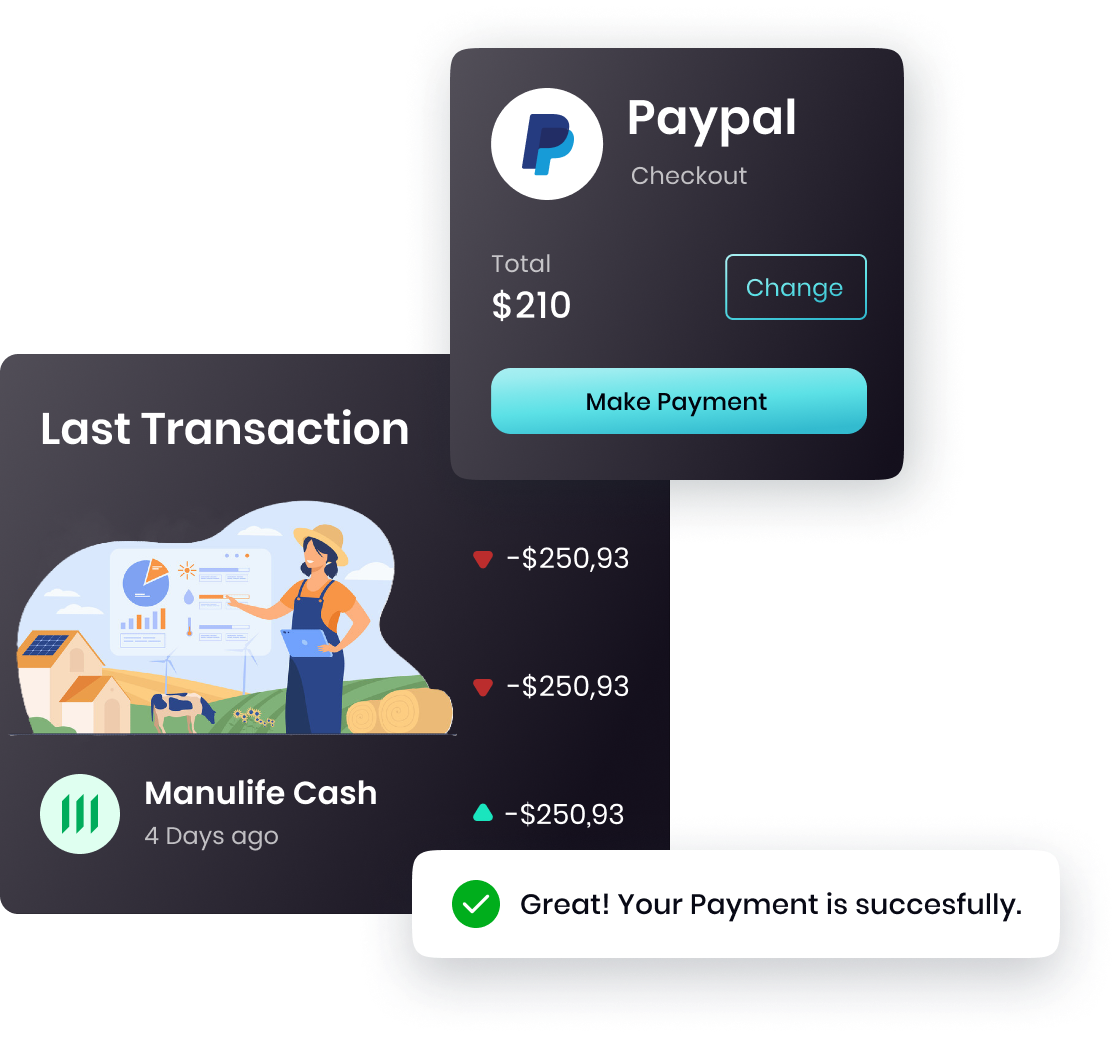 Paypal
Checkout
Total
$210
Change
Make Payment
Last Transaction
-$250,93
-$250,93
Manulife Cash
4 Days ago
-$250,93
Great! Your Payment is succesfully.